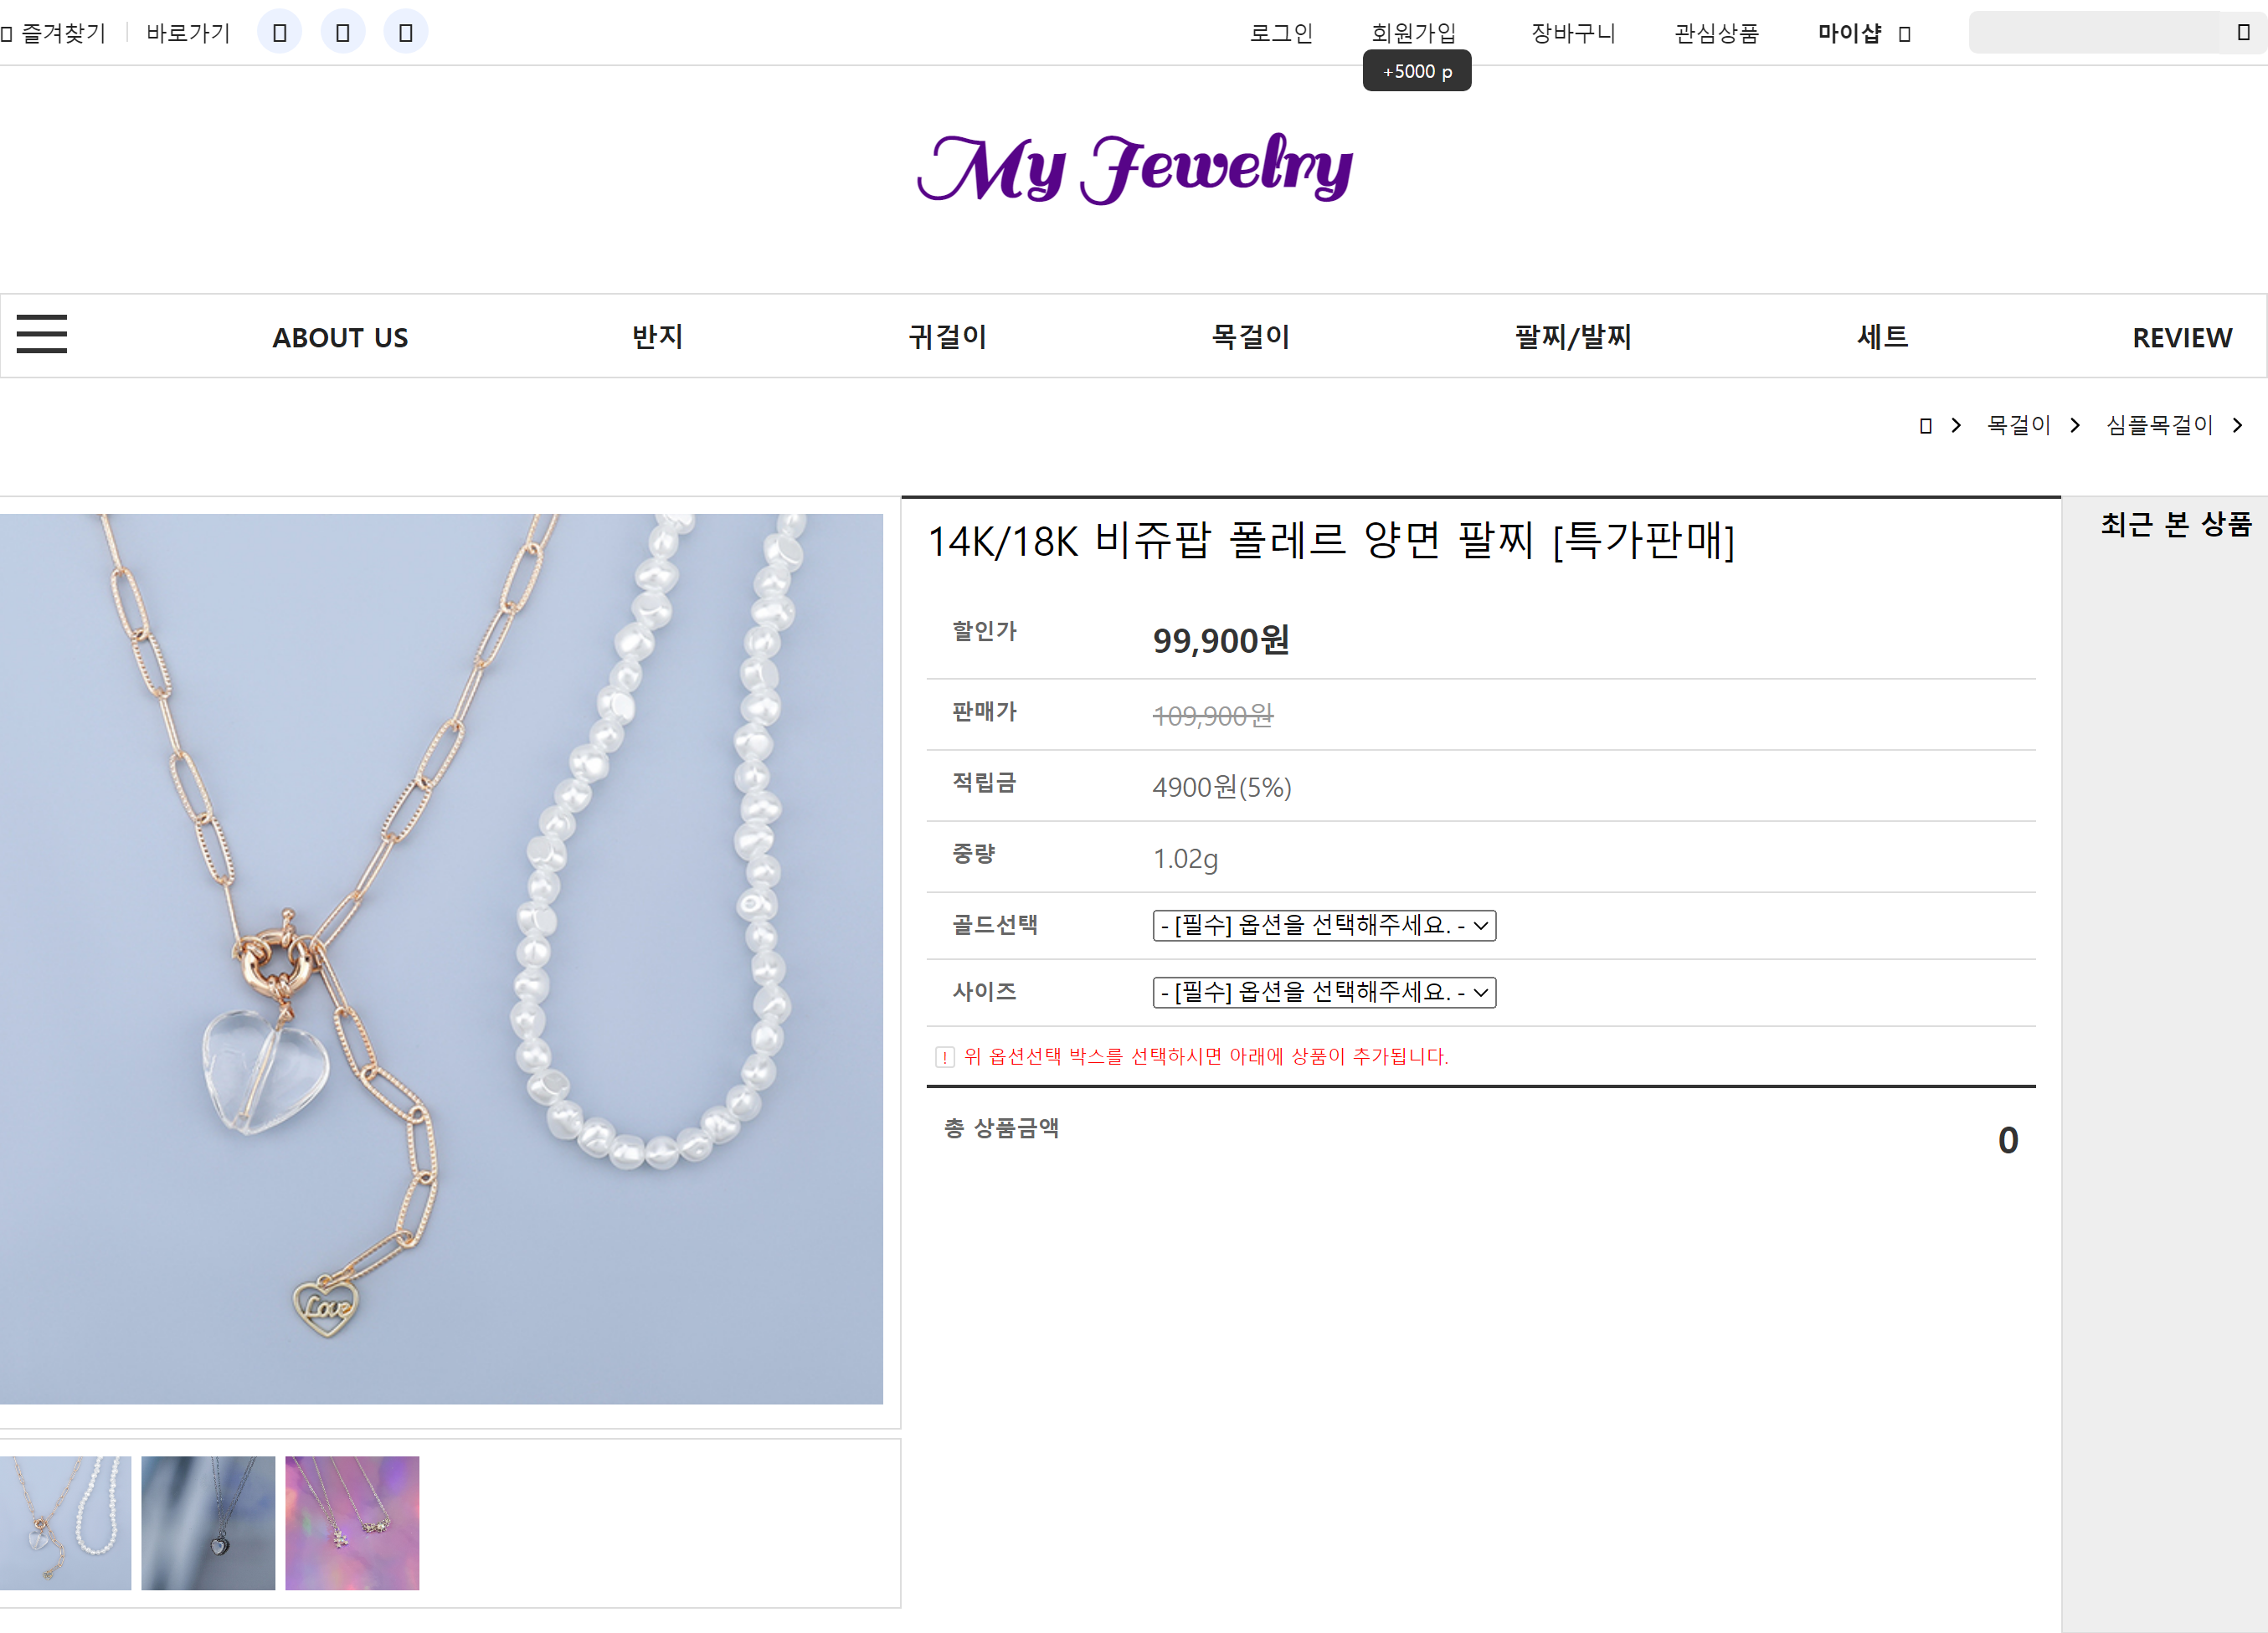 즐겨찾기 바로가기 로그인 회원가입 장바구니 관심상품 마이샵
+5000 p
My Jewelry
ABOUT US 반지 귀걸이 목걸이 팔찌/발찌 세트 REVIEW
목걸이 심플목걸이
14K/18K 비쥬팝 폴레르 양면 팔찌 [특가판매]
최근 본 상품
할인가 99,900원
판매가 109,900원
적립금 4900원(5%)
중량 1.02g
골드선택 - [필수] 옵션을 선택해주세요. -
사이즈 - [필수] 옵션을 선택해주세요. -
! 위 옵션선택 박스를 선택하시면 아래에 상품이 추가됩니다.
총 상품금액 0
Love